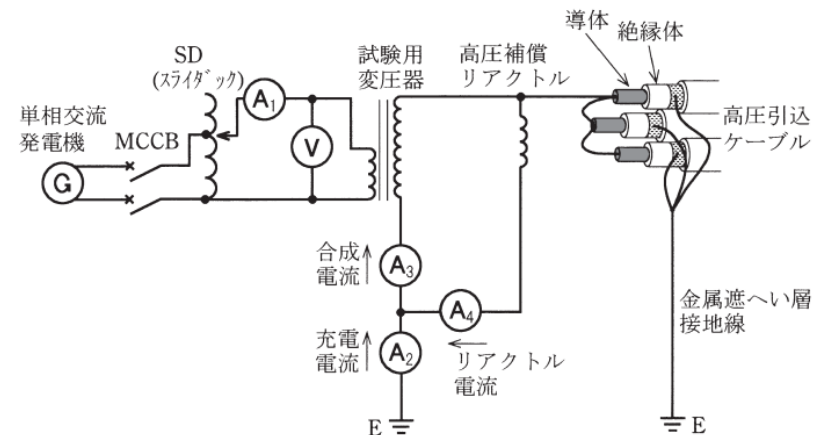 単相交流
発電機
G
MCCB
SD
(スライダック)
A₁
V
試験用
変圧器
高圧補償
リアクトル
導体
絶縁体
高圧引込
ケーブル
合成
電流
A₃
A₄
充電
電流
A₂
リアクトル
電流
金属遮へい層
接地線
E
E